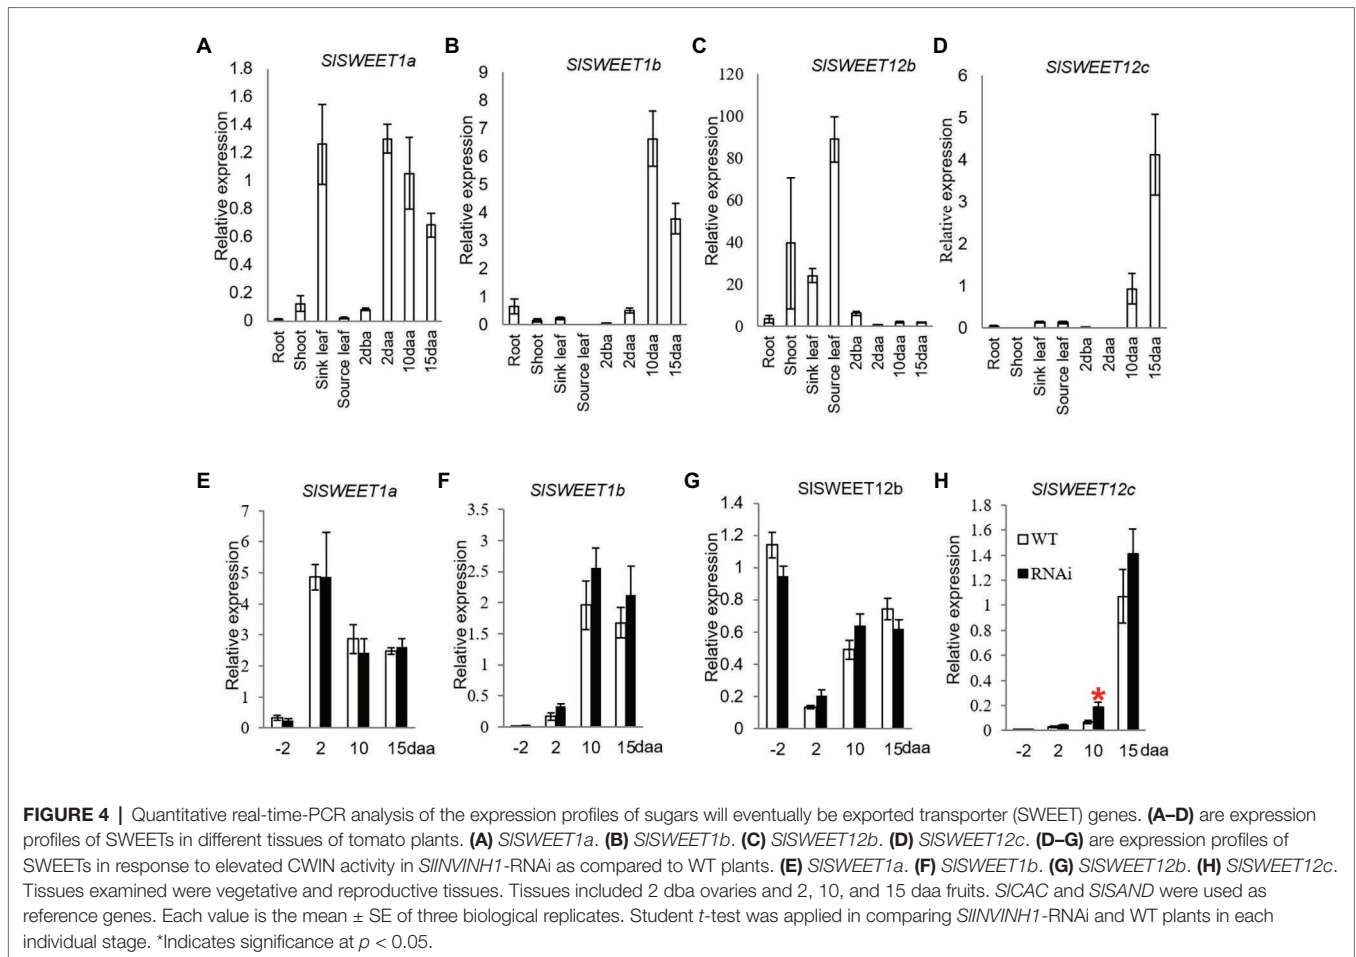 A
SlSWEET1a
Relative expression
1.8
1.6
1.4
1.2
1
0.8
0.6
0.4
0.2
0
Root
Shoot
Sink leaf
Source leaf
2dba
2daa
10daa
15daa
B
SlSWEET1b
Relative expression
9
8
7
6
5
4
3
2
1
0
Root
Shoot
Sink leaf
Source leaf
2dba
2daa
10daa
15daa
C
SlSWEET12b
Relative expression
120
100
80
60
40
20
0
Root
Shoot
Sink leaf
Source leaf
2dba
2daa
10daa
15daa
D
SlSWEET12c
Relative expression
6
5
4
3
2
1
0
Root
Shoot
Sink leaf
Source leaf
2dba
2daa
10daa
15daa
E
SlSWEET1a
Relative expression
7
6
5
4
3
2
1
0
-2 2 10 15daa
F
SlSWEET1b
Relative expression
3.5
3
2.5
2
1.5
1
0.5
0
-2 2 10 15daa
G
SlSWEET12b
Relative expression
1.4
1.2
1
0.8
0.6
0.4
0.2
0
-2 2 10 15daa
H
SlSWEET12c
Relative expression
1.8
1.6
1.4
1.2
1
0.8
0.6
0.4
0.2
0
WT
RNAi
*
-2 2 10 15daa
FIGURE 4 | Quantitative real-time-PCR analysis of the expression profiles of sugars will eventually be exported transporter (SWEET) genes. (A–D) are expression
profiles of SWEETs in different tissues of tomato plants. (A) SlSWEET1a. (B) SlSWEET1b. (C) SlSWEET12b. (D) SlSWEET12c. (D–G) are expression profiles of
SWEETs in response to elevated CWIN activity in SlINVINH1-RNAi as compared to WT plants. (E) SlSWEET1a. (F) SlSWEET1b. (G) SlSWEET12b. (H) SlSWEET12c.
Tissues examined were vegetative and reproductive tissues. Tissues included 2 dba ovaries and 2, 10, and 15 daa fruits. SlCAC and SlSAND were used as
reference genes. Each value is the mean ± SE of three biological replicates. Student t-test was applied in comparing SlINVINH1-RNAi and WT plants in each
individual stage. *Indicates significance at p < 0.05.